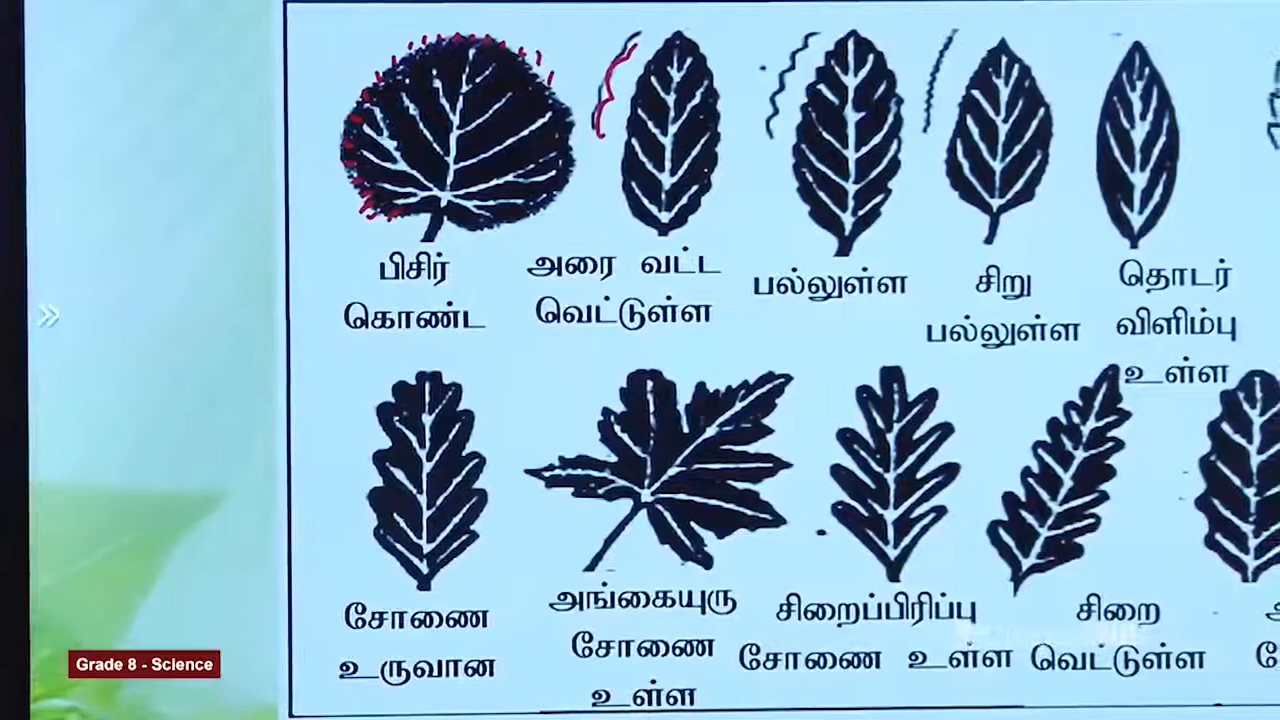 பிசிர்
கொண்ட
அரை வட்ட
வெட்டுள்ள
பல்லுள்ள
சிறு
பல்லுள்ள
தொடர்
விளிம்பு
உள்ள
சோணை
உருவான
அங்கையுரு
சோணை
உள்ள
சிறைப்பிரிப்பு
சோணை உள்ள
சிறை
வெட்டுள்ள
Grade 8 - Science